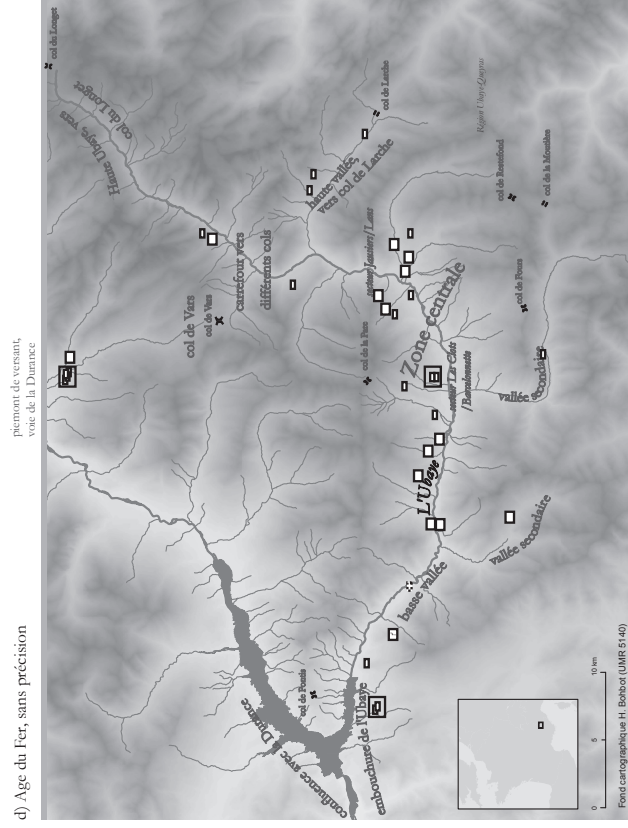 d) Age du Fer, sans précision
piemont de versant,
voie de la Durance
col du Longet
Haute Ubaye, vers
col du Longet
col de Larche
haute vallée,
vers col de Larche
Région Ubaye-Queyras
col de Restefond
col de la Moutière
carrefour vers
différents cols
col de Vars
col de Vars
secteur Jausiers/Lans
col de Fours
col de la Pare
Zone centrale
/Barcelonnette
vallée secondaire
L'Ubaye
vallée secondaire
basse vallée
col de Pontis
confluence avec la Durance
embouchure de l'Ubaye
0
5
10 km
Fond cartographique H. Bohbot (UMR 5140)